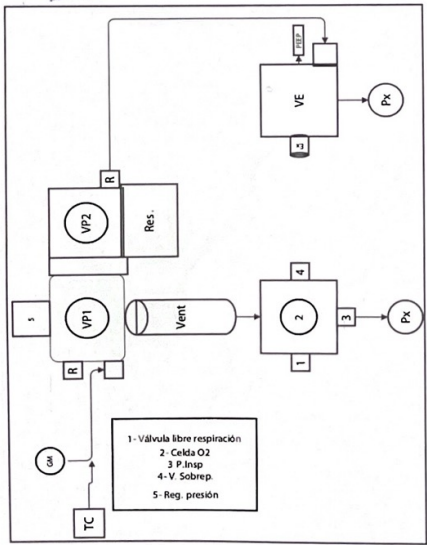 PEEP
VE
3
Px
R
VP2
Res.
5
VP1
R
Vent
4
2
1
3
Px
GM
TC
1- Válvula libre respiración
2- Celda O2
3 P.Insp
4- V. Sobrep.
5- Reg. presión